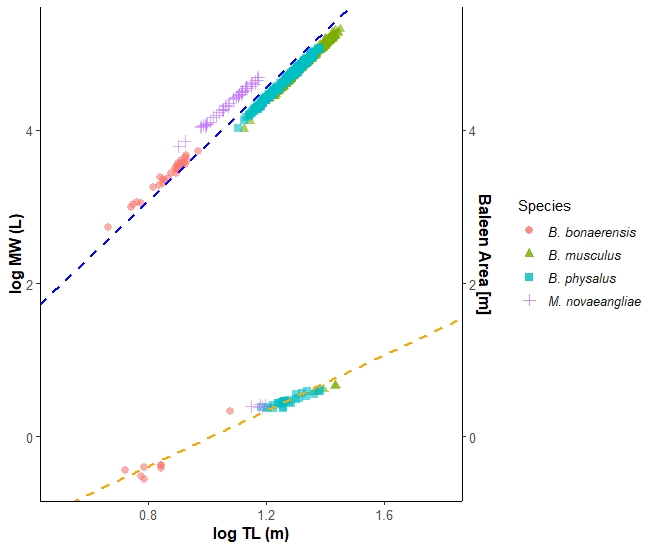 log MW (L)
4
2
0
0.8
1.2
1.6
log TL (m)
4
2
0
Baleen Area [m]
Species
B. bonaerensis
B. musculus
B. physalus
M. novaeangliae